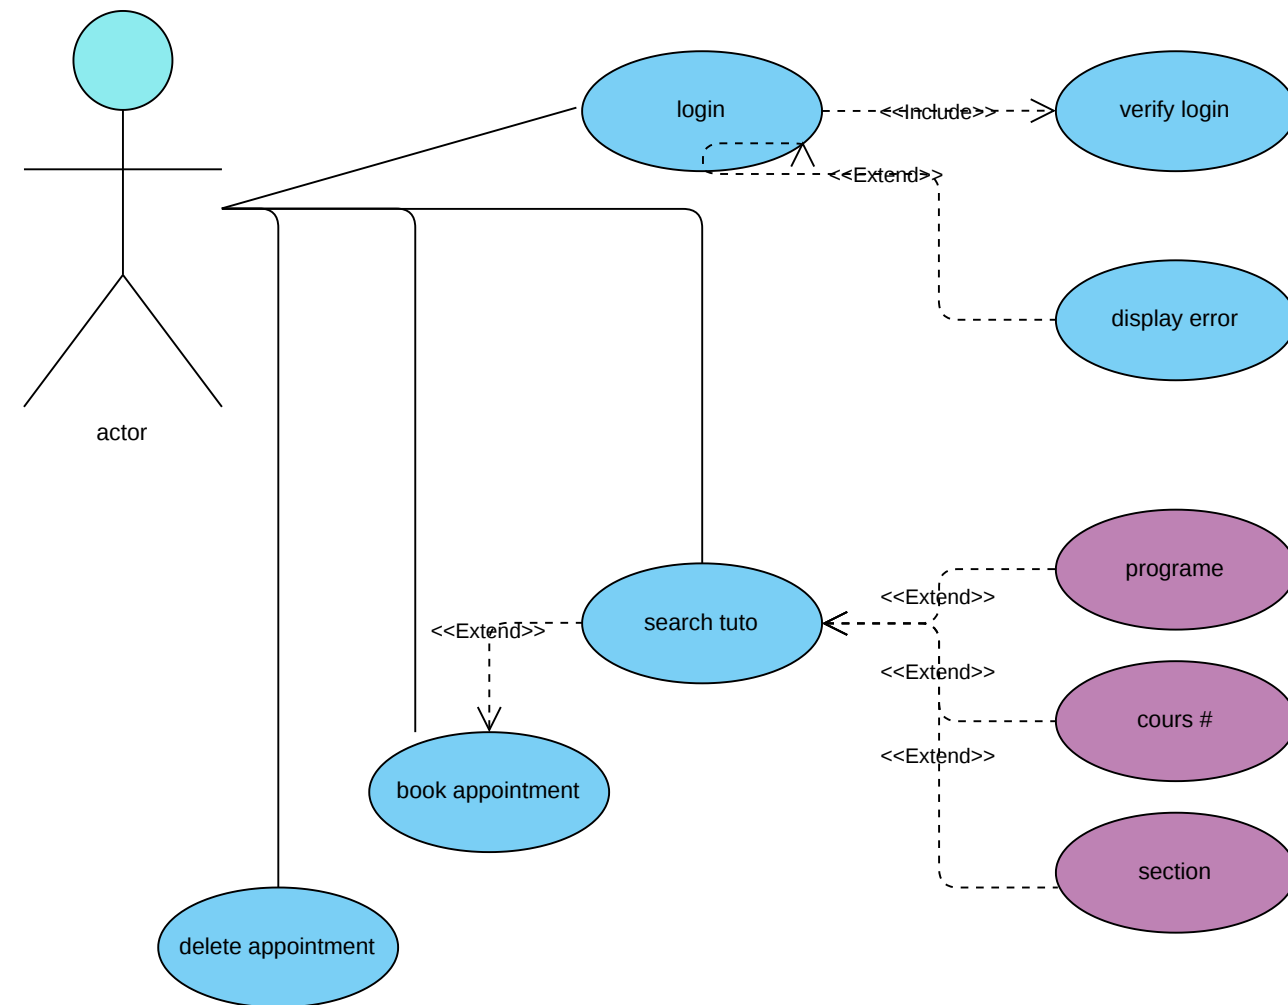 login
<<Include>>
verify login
<<Extend>>
display error
actor
programe
<<Extend>>
search tuto
<<Extend>>
<<Extend>>
cours #
<<Extend>>
book appointment
section
delete appointment